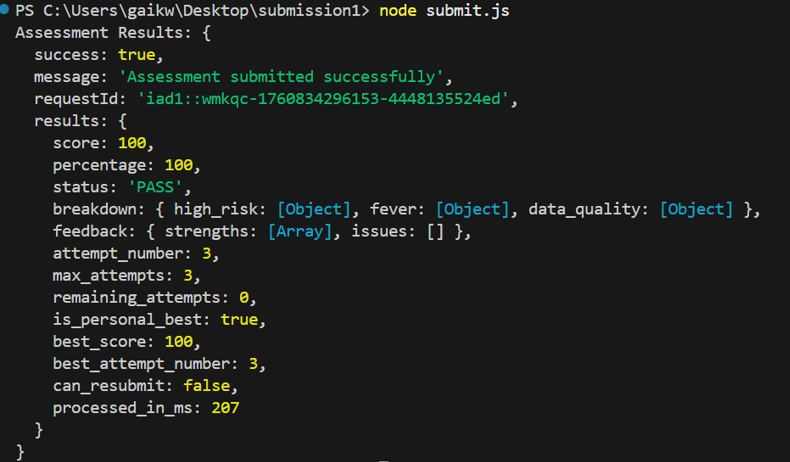 PS C:\Users\gaikw\Desktop\submission1> node submit.js
Assessment Results: {
  success: true,
  message: 'Assessment submitted successfully',
  requestId: 'iad1::wmkqc-1760834296153-4448135524ed',
  results: {
    score: 100,
    percentage: 100,
    status: 'PASS',
    breakdown: { high_risk: [Object], fever: [Object], data_quality: [Object] },
    feedback: { strengths: [Array], issues: [] },
    attempt_number: 3,
    max_attempts: 3,
    remaining_attempts: 0,
    is_personal_best: true,
    best_score: 100,
    best_attempt_number: 3,
    can_resubmit: false,
    processed_in_ms: 207
  }
}